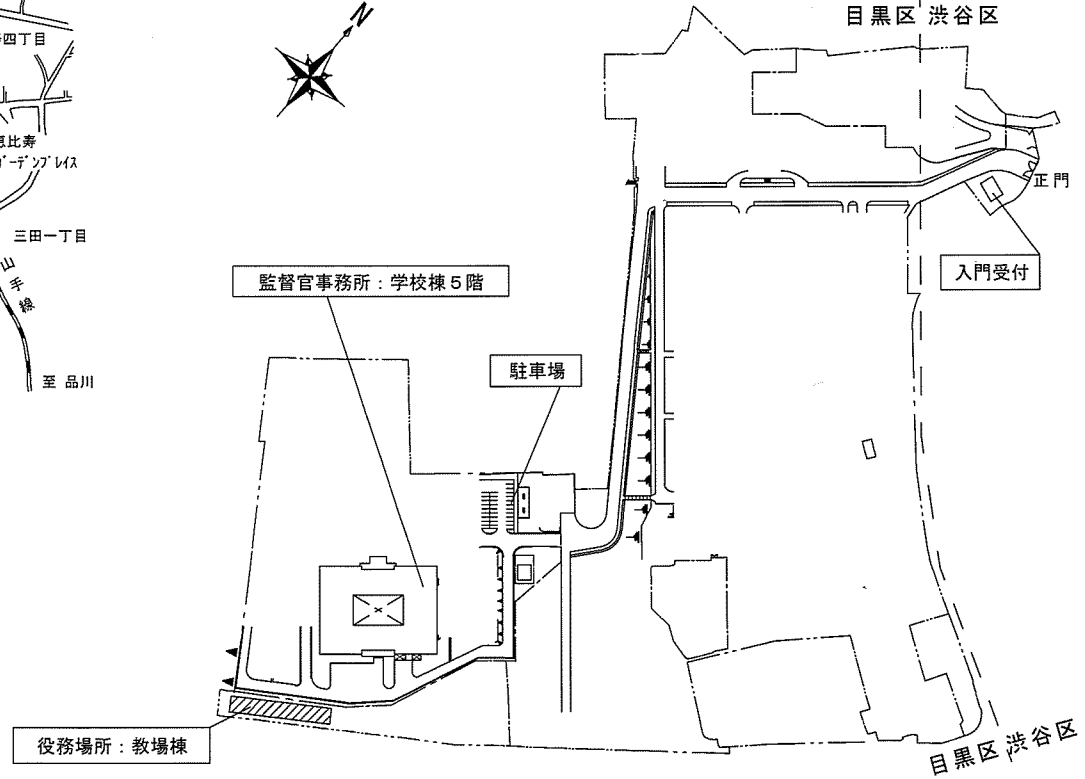 目黒区 渋谷区
N
四丁目
恵比寿
ガーデンプレイス
三田一丁目
山手線
至 品川
正門
入門受付
監督官事務所：学校棟５階
駐車場
役務場所：教場棟
目黒区 渋谷区